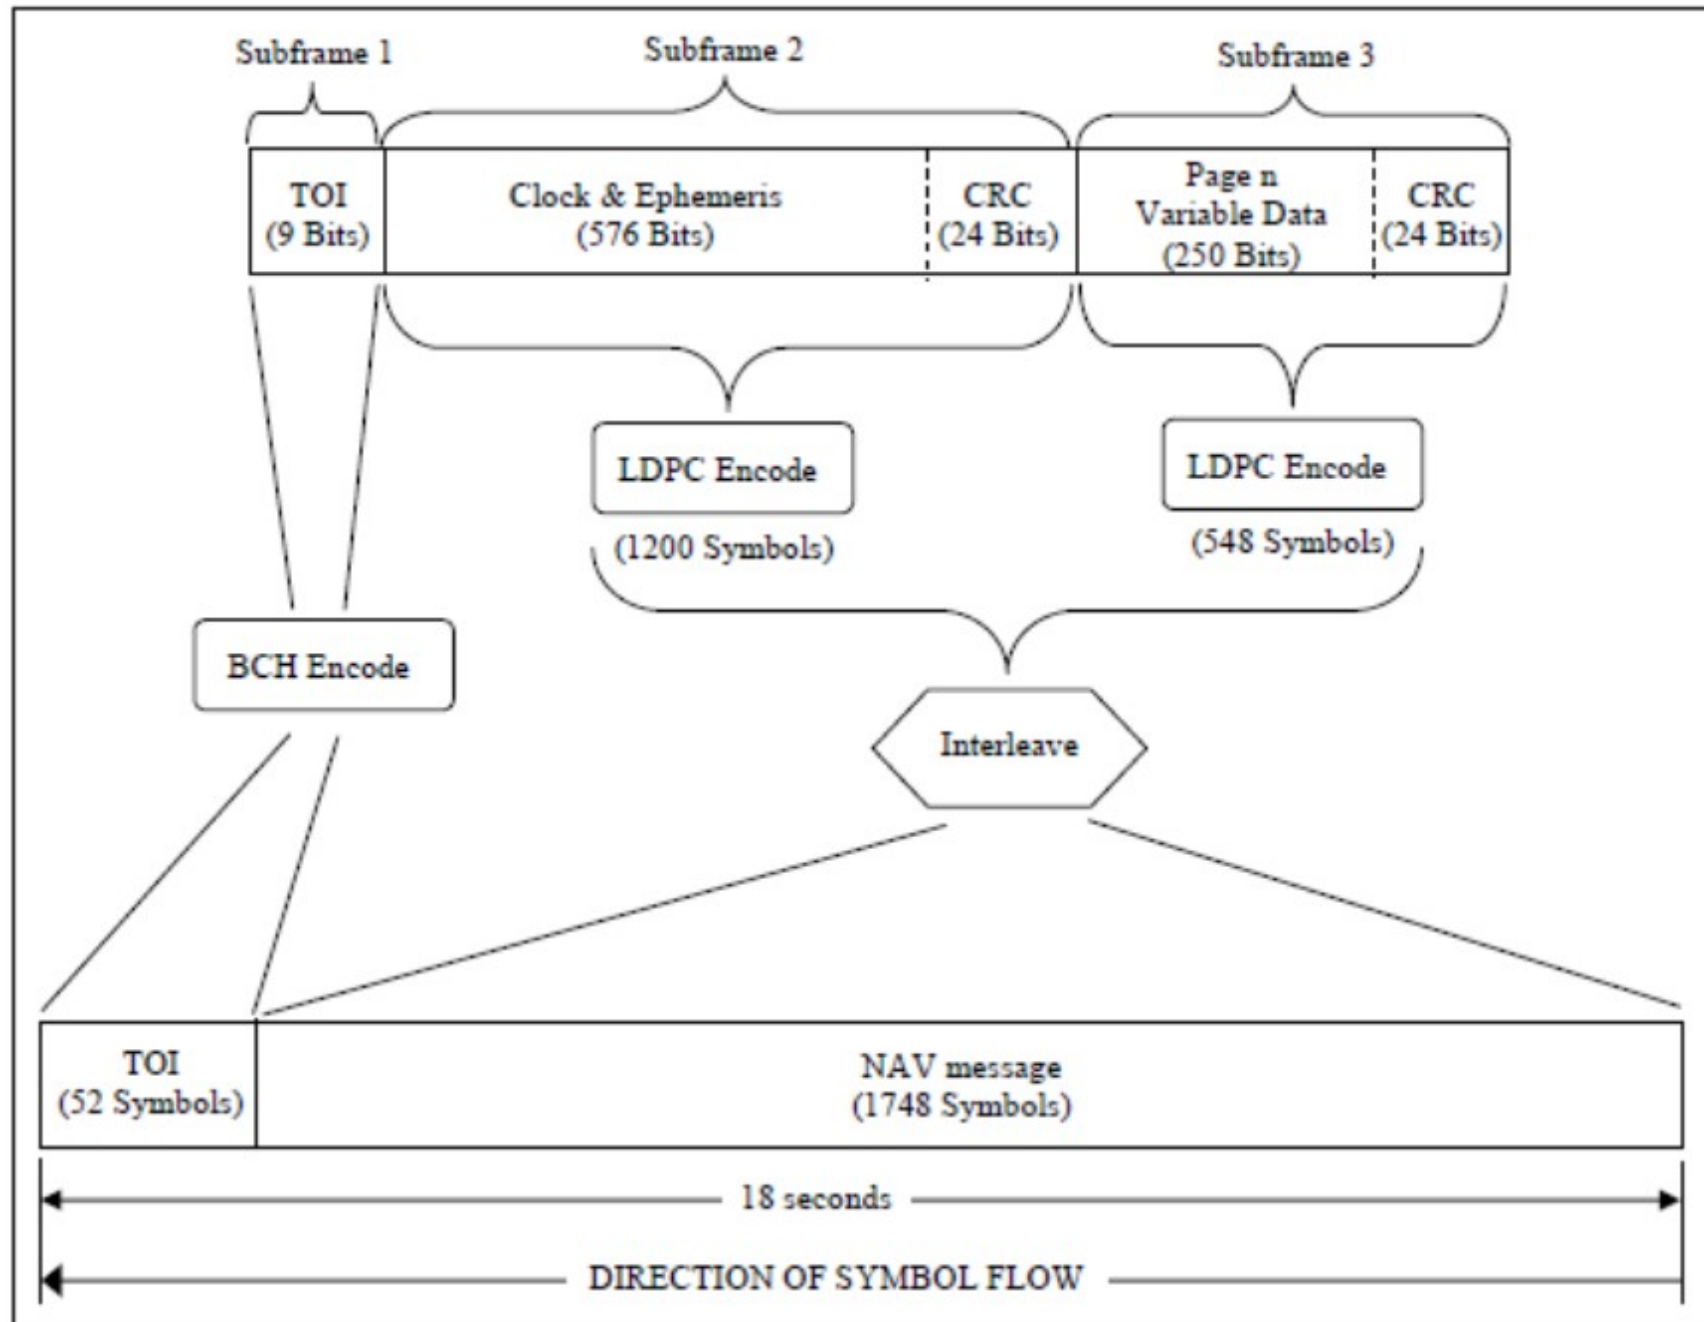 Subframe 1
Subframe 2
Subframe 3
TOI
(9 Bits)
Clock & Ephemeris
(576 Bits)
CRC
(24 Bits)
Page n
Variable Data
(250 Bits)
CRC
(24 Bits)
LDPC Encode
(1200 Symbols)
LDPC Encode
(548 Symbols)
BCH Encode
Interleave
TOI
(52 Symbols)
NAV message
(1748 Symbols)
18 seconds
DIRECTION OF SYMBOL FLOW